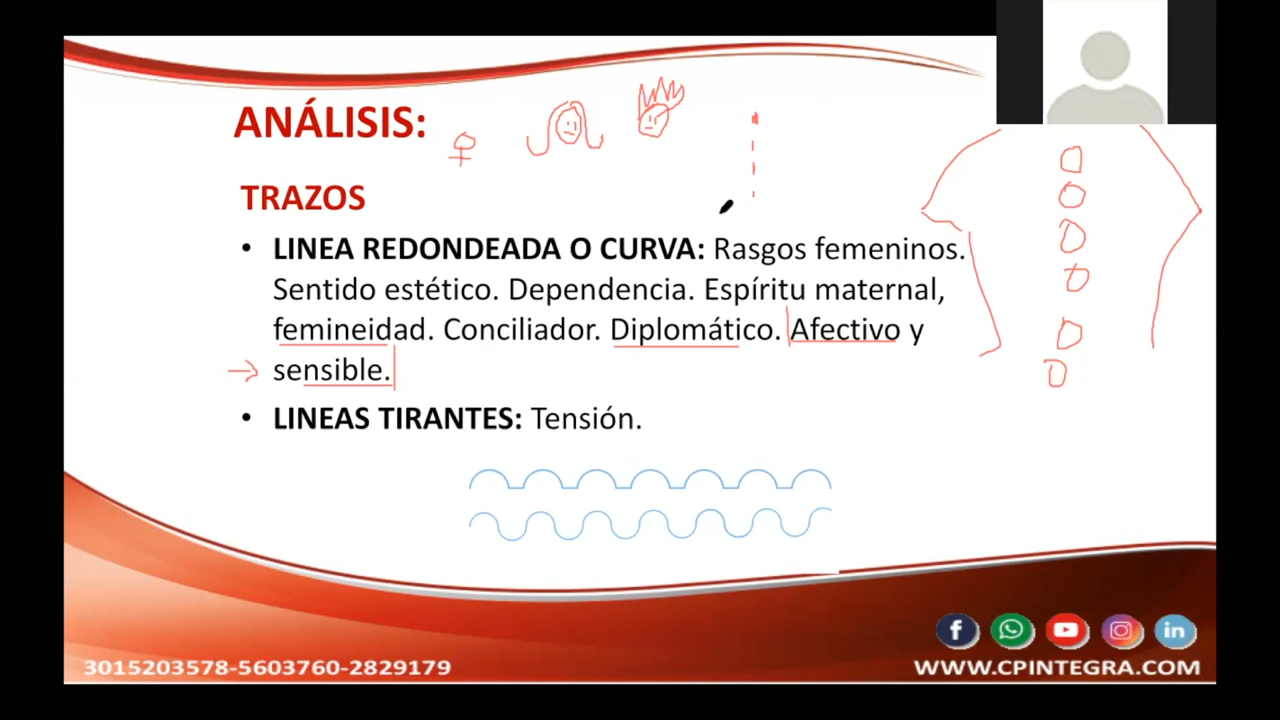 ANÁLISIS:
TRAZOS
• LINEA REDONDEADA O CURVA: Rasgos femeninos.
Sentido estético. Dependencia. Espíritu maternal,
femineidad. Conciliador. Diplomático. Afectivo y
sensible.
• LINEAS TIRANTES: Tensión.
3015203578-5603760-2829179
WWW.CPINTEGRA.COM